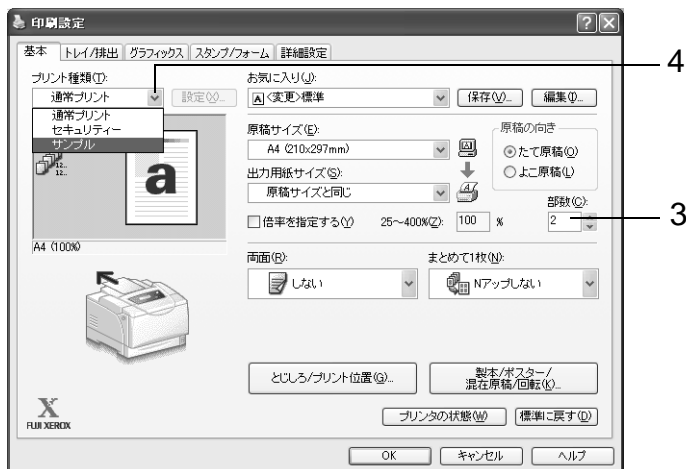 印刷設定
基本 トレイ/排出 グラフィックス スタンプ/フォーム 詳細設定
プリント種類(T):
通常プリント 設定(X)...
通常プリント
セキュリティー
サンプル
4
お気に入り(J):
A <変更>標準 保存(V)... 編集(I)...
原稿サイズ(E):
A4 (210x297mm)
出力用紙サイズ(S):
原稿サイズと同じ
原稿の向き
たて原稿(O)
よこ原稿(L)
部数(C):
2
3
倍率を指定する(Y) 25～400%(Z): 100 %
12..
12..
a
A4 (100%)
両面(R):
しない
まとめて1枚(N):
Nアップしない
とじしろ/プリント位置(G)...
製本/ポスター/
混在原稿/回転(K)...
X
FUJI XEROX
プリンタの状態(W) 標準に戻す(D)
OK キャンセル ヘルプ